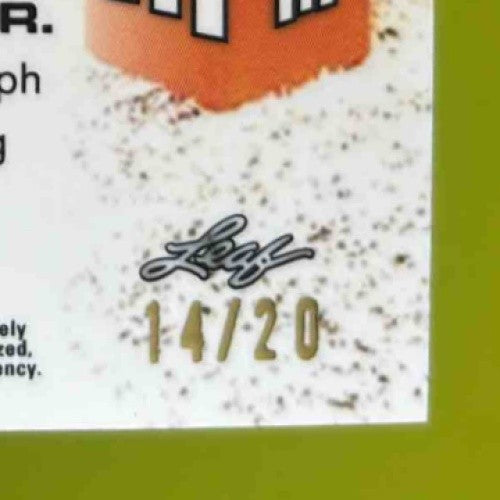 R.
ph
g
Leaf
14/20
ely
zed,
ency.